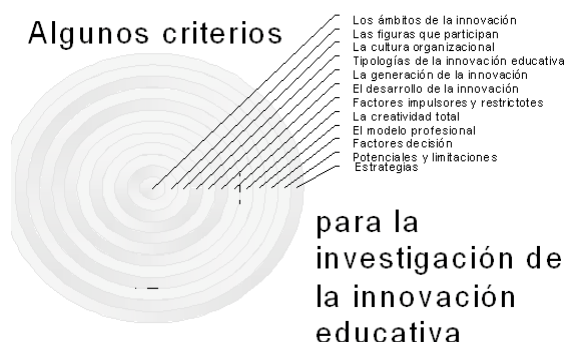 Algunos criterios
Los ámbitos de la innovación
Las figuras que participan
La cultura organizacional
Tipologías de la innovación educativa
La generación de la innovación
El desarrollo de la innovación
Factores impulsores y restrictotes
La creatividad total
El modelo profesional
Factores decisión
Potenciales y limitaciones
Estrategias
para la
investigación de
la innovación
educativa